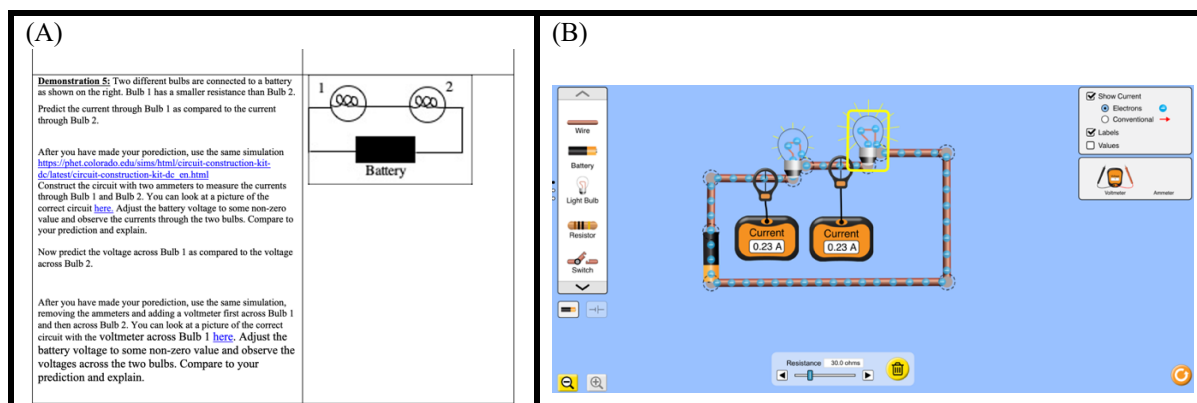 (A)
Demonstration 5: Two different bulbs are connected to a battery
as shown on the right. Bulb 1 has a smaller resistance than Bulb 2.
Predict the current through Bulb 1 as compared to the current
through Bulb 2.
After you have made your porediction, use the same simulation
https://phet.colorado.edu/sims/html/circuit-construction-kit-
dc/latest/circuit-construction-kit-dc_en.html
Construct the circuit with two ammeters to measure the currents
through Bulb 1 and Bulb 2. You can look at a picture of the
correct circuit here. Adjust the battery voltage to some non-zero
value and observe the currents through the two bulbs. Compare to
your prediction and explain.
Now predict the voltage across Bulb 1 as compared to the voltage
across Bulb 2.
After you have made your porediction, use the same simulation,
removing the ammeters and adding a voltmeter first across Bulb 1
and then across Bulb 2. You can look at a picture of the correct
circuit with the voltmeter across Bulb 1 here. Adjust the
battery voltage to some non-zero value and observe the
voltages across the two bulbs. Compare to your
prediction and explain.
1
2
Battery
(B)
Wire
Battery
Light Bulb
Resistor
Switch
Current
0.23 A
Current
0.23 A
Show Current
Electrons
Conventional
Labels
Values
Voltmeter
Ammeter
Resistance 30.0 ohms